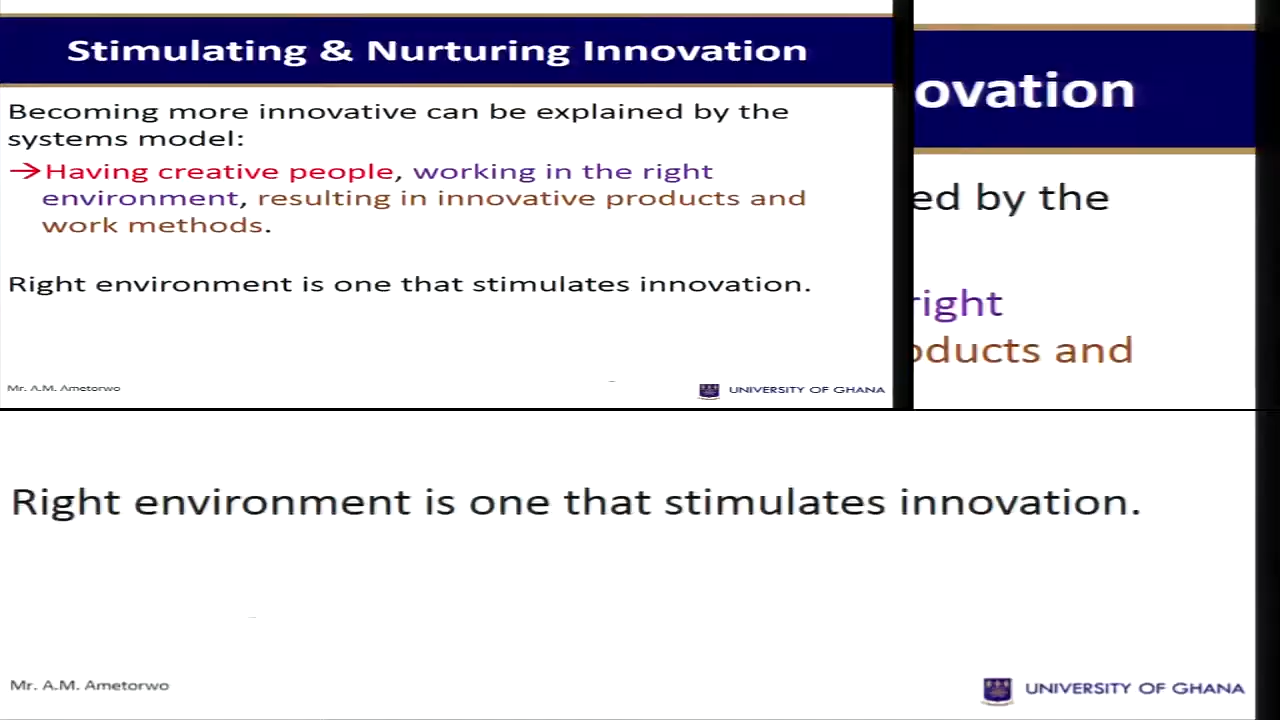 Stimulating & Nurturing Innovation
Becoming more innovative can be explained by the
systems model:
→Having creative people, working in the right
environment, resulting in innovative products and
work methods.
Right environment is one that stimulates innovation.
Mr. A.M. Ametorwo
UNIVERSITY OF GHANA
ovation
ed by the
right
oducts and
Right environment is one that stimulates innovation.
Mr. A.M. Ametorwo
UNIVERSITY OF GHANA